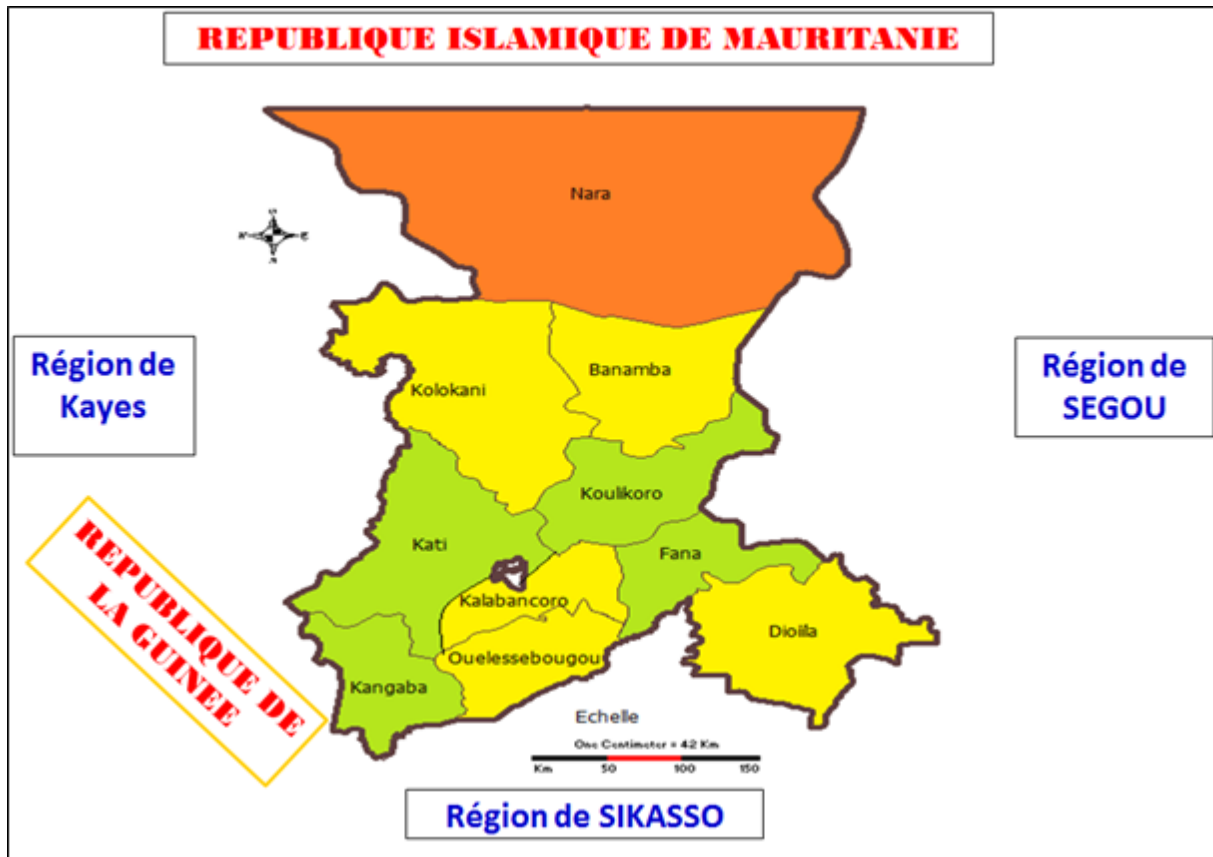 REPUBLIQUE ISLAMIQUE DE MAURITANIE
Nara
Région de
Kayes
Banamba
Kolokani
Région de
SEGOU
Koulikoro
Kati
Fana
Kalabancoro
REPUBLIQUE DE
LA GUINEE
Dioiila
Ouelessebougou
Kangaba
Echelle
One Centimeter = 42 Km
Km 50 100 150
Région de SIKASSO